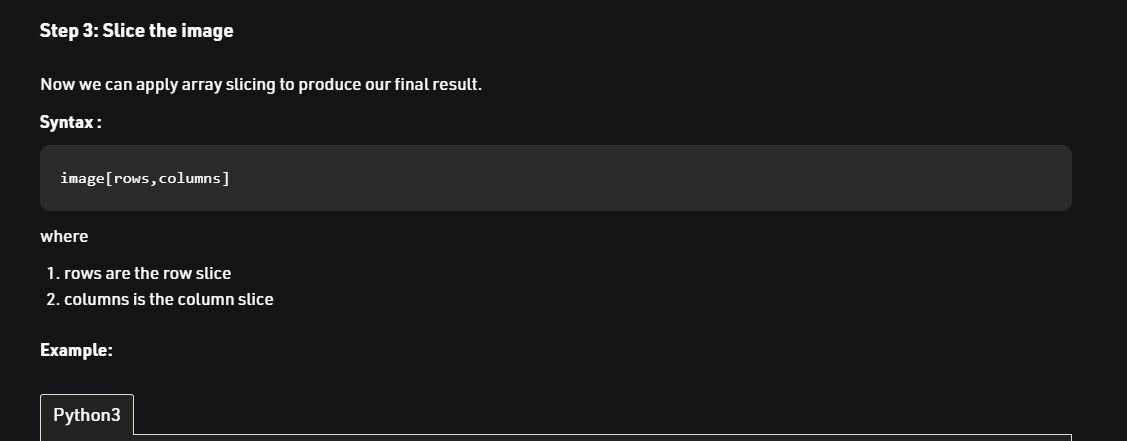 Step 3: Slice the image
Now we can apply array slicing to produce our final result.
Syntax :
image[rows,columns]
where
1. rows are the row slice
2. columns is the column slice
Example:
Python3